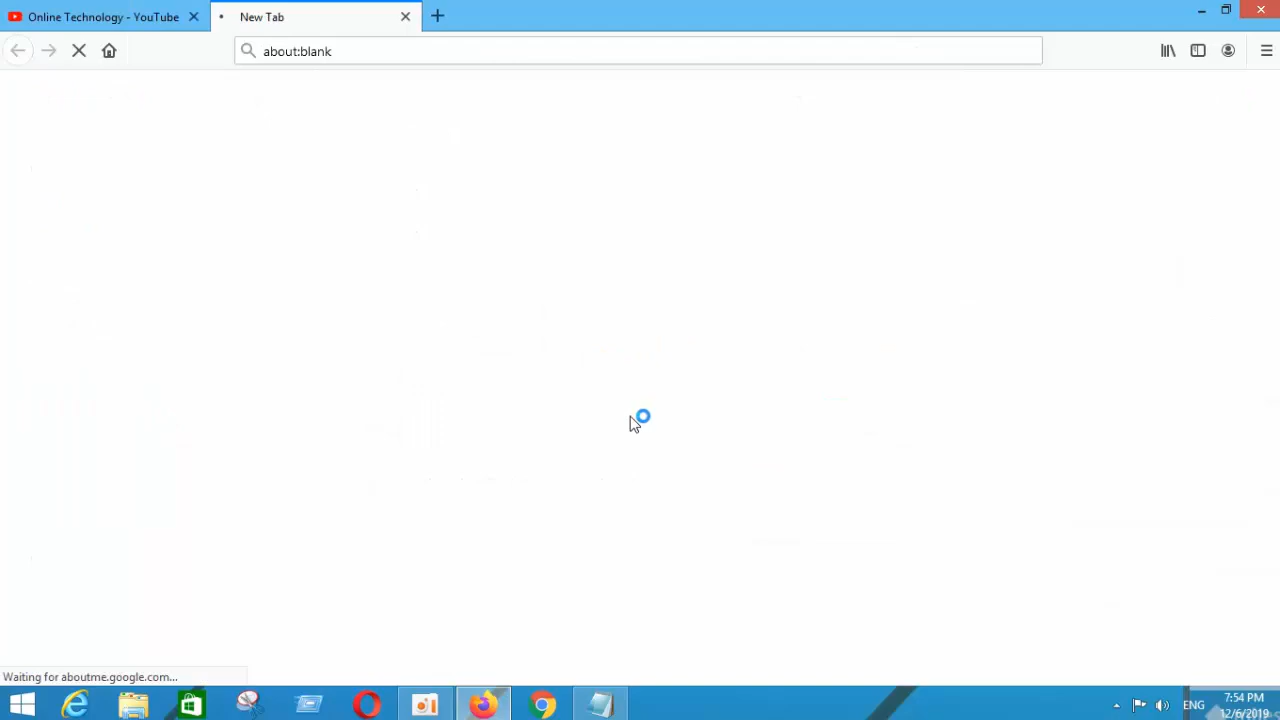 Online Technology - YouTube
New Tab
about:blank
Waiting for aboutme.google.com...
ENG
7:54 PM
12/6/2019